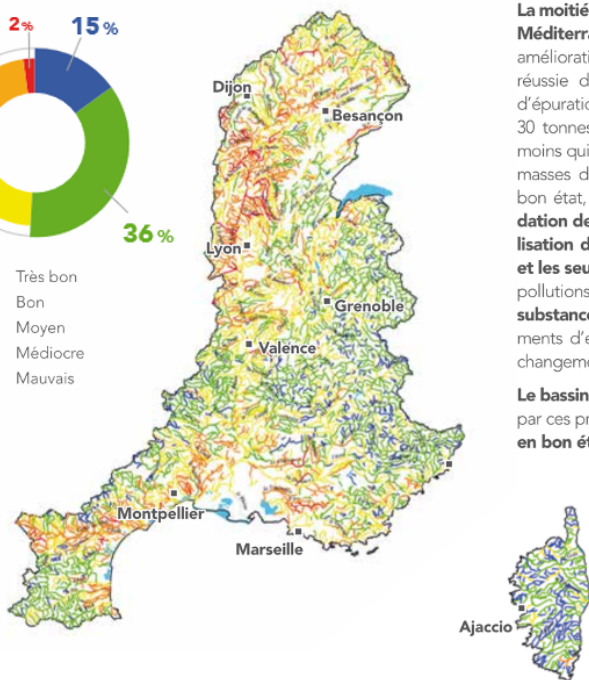 2%
15%
36%
Très bon
Bon
Moyen
Médiocre
Mauvais
Dijon
Besançon
Lyon
Grenoble
Valence
Montpellier
Marseille
Ajaccio
La moitié
Méditerra
amélioratio
réussie d
d'épuratio
30 tonnes
moins qui
masses d
bon état,
dation de
lisation d
et les seu
pollutions
substance
ments d'e
changeme
Le bassin
par ces pr
en bon ét